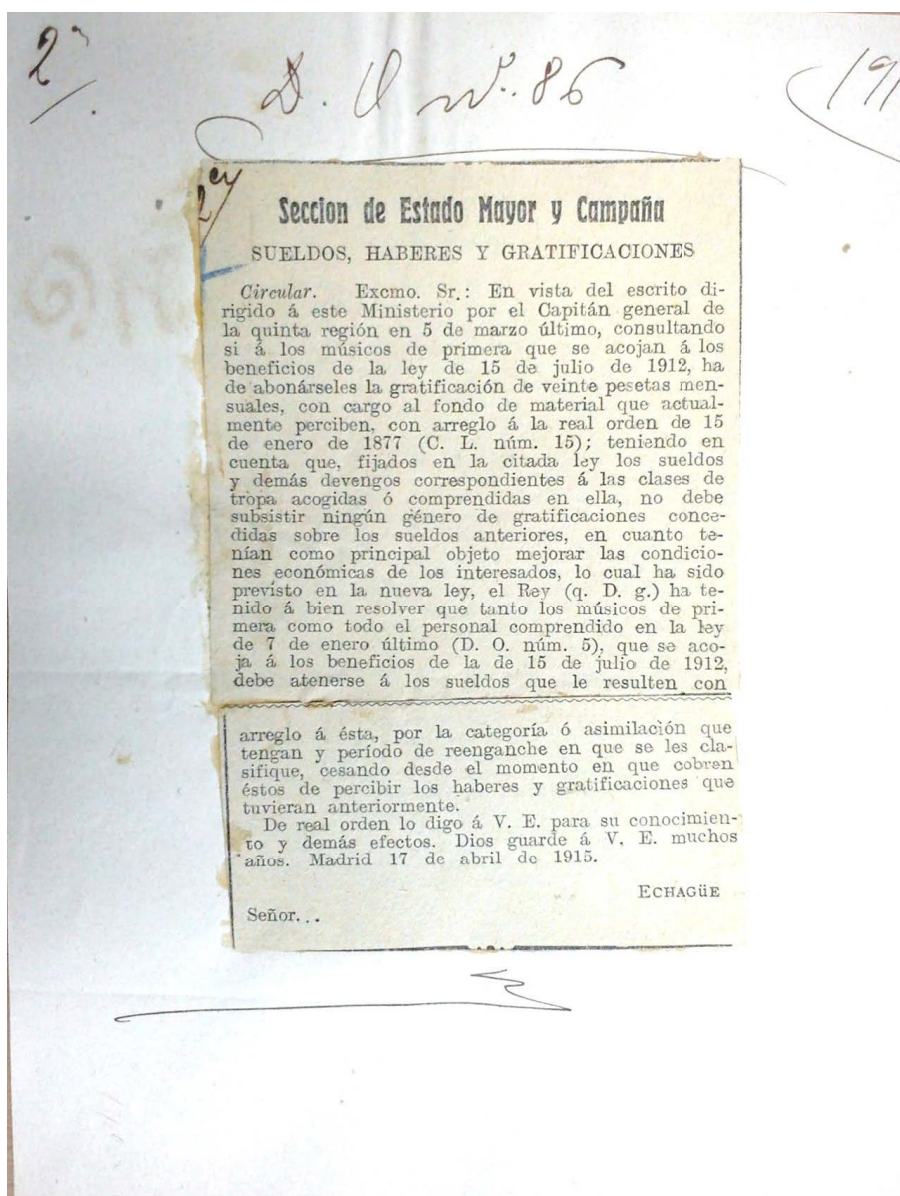 2ª
D. O nº. 86
191
2ª
Seccion de Estado Mayor y Campaña
SUELDOS, HABERES Y GRATIFICACIONES
Circular. Excmo. Sr.: En vista del escrito di-
rigido á este Ministerio por el Capitán general de
la quinta región en 5 de marzo último, consultando
si á los músicos de primera que se acojan á los
beneficios de la ley de 15 de julio de 1912, ha
de abonárseles la gratificación de veinte pesetas men-
suales, con cargo al fondo de material que actual-
mente perciben, con arreglo á la real orden de 15
de enero de 1877 (C. L. núm. 15); teniendo en
cuenta que, fijados en la citada ley los sueldos
y demás devengos correspondientes á las clases de
tropa acogidas ó comprendidas en ella, no debe
subsistir ningún género de gratificaciones conce-
didas sobre los sueldos anteriores, en cuanto te-
nían como principal objeto mejorar las condicio-
nes económicas de los interesados, lo cual ha sido
previsto en la nueva ley, el Rey (q. D. g.) ha te-
nido á bien resolver que tanto los músicos de pri-
mera como todo el personal comprendido en la ley
de 7 de enero último (D. O. núm. 5), que se aco-
ja á los beneficios de la de 15 de julio de 1912,
debe atenerse á los sueldos que le resulten con
arreglo á ésta, por la categoría ó asimilación que
tengan y período de reenganche en que se les cla-
sifique, cesando desde el momento en que cobren
éstos de percibir los haberes y gratificaciones que
tuvieran anteriormente.
De real orden lo digo á V. E. para su conocimien-
to y demás efectos. Dios guarde á V. E. muchos
años. Madrid 17 de abril de 1915.
ECHAGÜE
Señor...